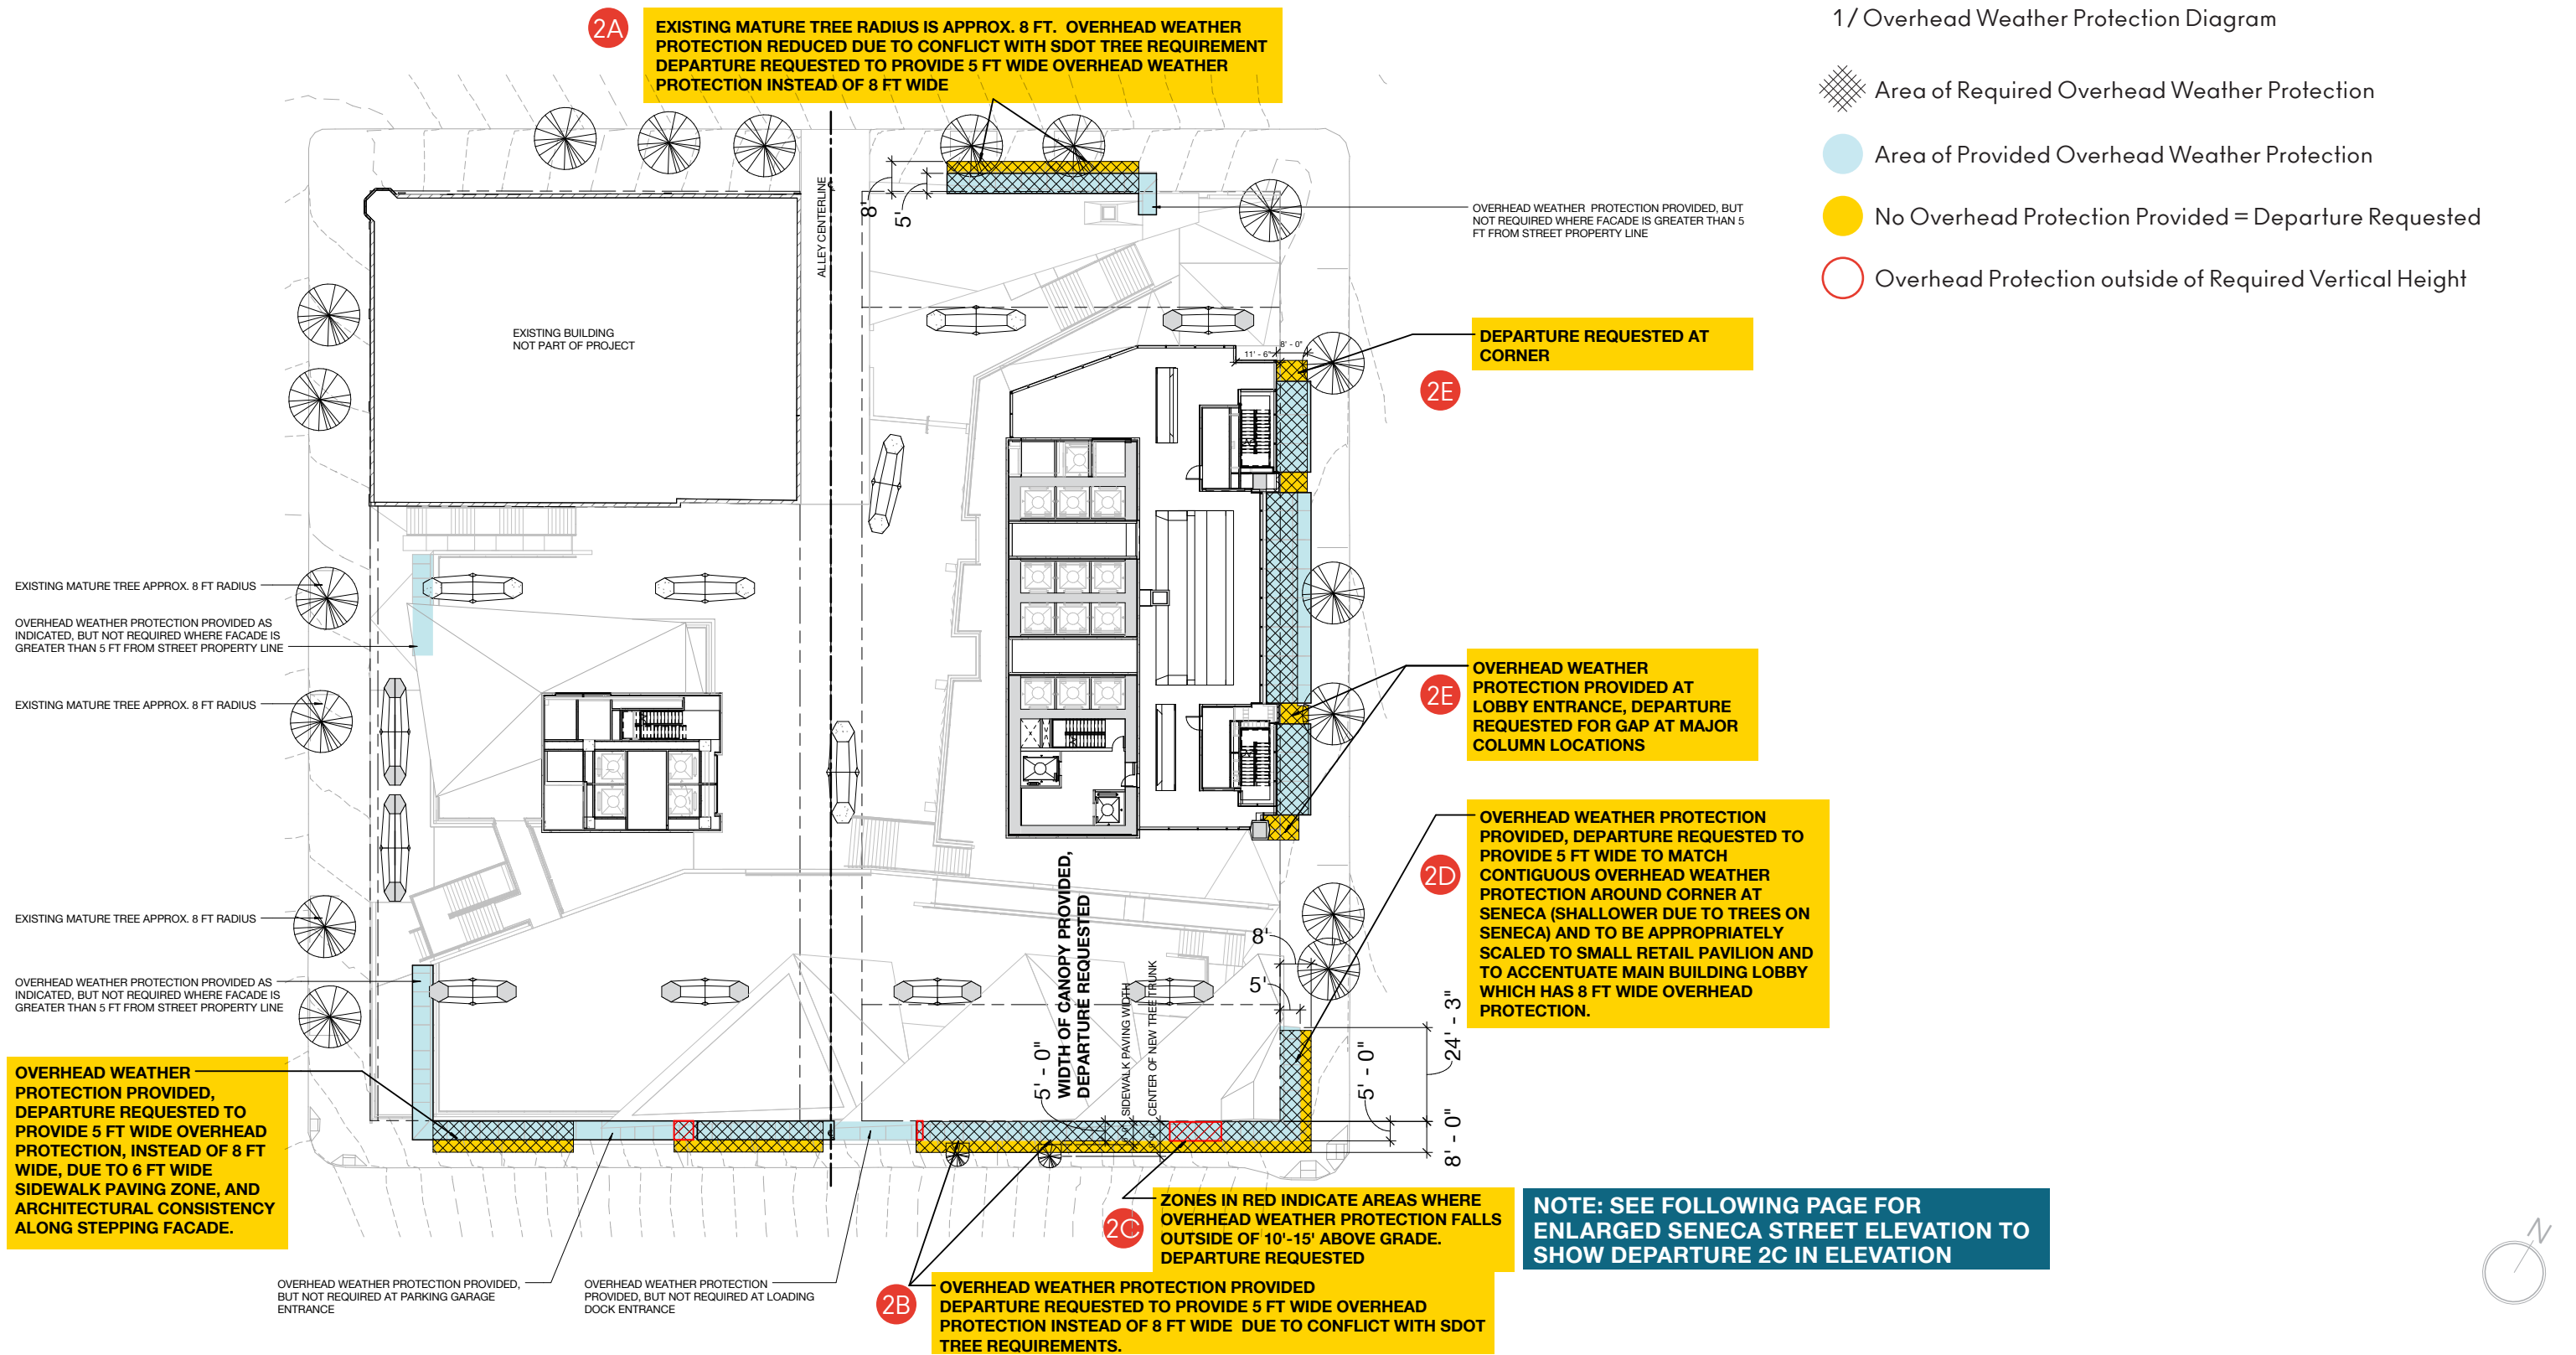 2A
EXISTING MATURE TREE RADIUS IS APPROX. 8 FT.  OVERHEAD WEATHER
PROTECTION REDUCED DUE TO CONFLICT WITH SDOT TREE REQUIREMENT
DEPARTURE REQUESTED TO PROVIDE 5 FT WIDE OVERHEAD WEATHER
PROTECTION INSTEAD OF 8 FT WIDE
1 / Overhead Weather Protection Diagram
Area of Required Overhead Weather Protection
Area of Provided Overhead Weather Protection
No Overhead Protection Provided = Departure Requested
Overhead Protection outside of Required Vertical Height
ALLEY CENTERLINE
8'
5'
OVERHEAD WEATHER  PROTECTION PROVIDED, BUT
NOT REQUIRED WHERE FACADE IS GREATER THAN 5
FT FROM STREET PROPERTY LINE
EXISTING BUILDING
NOT PART OF PROJECT
DEPARTURE REQUESTED AT
CORNER
2E
8' - 0"
11' - 6"
EXISTING MATURE TREE APPROX. 8 FT RADIUS
OVERHEAD WEATHER PROTECTION PROVIDED AS
INDICATED, BUT NOT REQUIRED WHERE FACADE IS
GREATER THAN 5 FT FROM STREET PROPERTY LINE
EXISTING MATURE TREE APPROX. 8 FT RADIUS
2E
OVERHEAD WEATHER
PROTECTION PROVIDED AT
LOBBY ENTRANCE, DEPARTURE
REQUESTED FOR GAP AT MAJOR
COLUMN LOCATIONS
2D
OVERHEAD WEATHER PROTECTION
PROVIDED, DEPARTURE REQUESTED TO
PROVIDE 5 FT WIDE TO MATCH
CONTIGUOUS OVERHEAD WEATHER
PROTECTION AROUND CORNER AT
SENECA (SHALLOWER DUE TO TREES ON
SENECA) AND TO BE APPROPRIATELY
SCALED TO SMALL RETAIL PAVILION AND
TO ACCENTUATE MAIN BUILDING LOBBY
WHICH HAS 8 FT WIDE OVERHEAD
PROTECTION.
EXISTING MATURE TREE APPROX. 8 FT RADIUS
OVERHEAD WEATHER PROTECTION PROVIDED AS
INDICATED, BUT NOT REQUIRED WHERE FACADE IS
GREATER THAN 5 FT FROM STREET PROPERTY LINE
5' - 0"
WIDTH OF CANOPY PROVIDED,
DEPARTURE REQUESTED
SIDEWALK PAVING WIDTH
CENTER OF NEW TREE TRUNK
8'
5'
5' - 0"
24' - 3"
8' - 0"
OVERHEAD WEATHER
PROTECTION PROVIDED,
DEPARTURE REQUESTED TO
PROVIDE 5 FT WIDE OVERHEAD
PROTECTION, INSTEAD OF 8 FT
WIDE, DUE TO 6 FT WIDE
SIDEWALK PAVING ZONE, AND
ARCHITECTURAL CONSISTENCY
ALONG STEPPING FACADE.
OVERHEAD WEATHER PROTECTION PROVIDED,
BUT NOT REQUIRED AT PARKING GARAGE
ENTRANCE
OVERHEAD WEATHER PROTECTION
PROVIDED, BUT NOT REQUIRED AT LOADING
DOCK ENTRANCE
2C
ZONES IN RED INDICATE AREAS WHERE
OVERHEAD WEATHER PROTECTION FALLS
OUTSIDE OF 10'-15' ABOVE GRADE.
DEPARTURE REQUESTED
2B
OVERHEAD WEATHER PROTECTION PROVIDED
DEPARTURE REQUESTED TO PROVIDE 5 FT WIDE OVERHEAD
PROTECTION INSTEAD OF 8 FT WIDE  DUE TO CONFLICT WITH SDOT
TREE REQUIREMENTS.
NOTE: SEE FOLLOWING PAGE FOR
ENLARGED SENECA STREET ELEVATION TO
SHOW DEPARTURE 2C IN ELEVATION
N